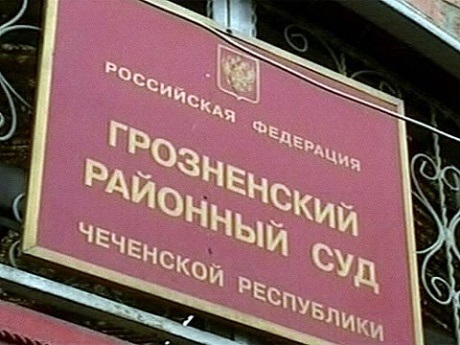 РОССИЙСКАЯ ФЕДЕРАЦИЯ
ГРОЗНЕНСКИЙ
РАЙОННЫЙ СУД
ЧЕЧЕНСКОЙ РЕСПУБЛИКИ